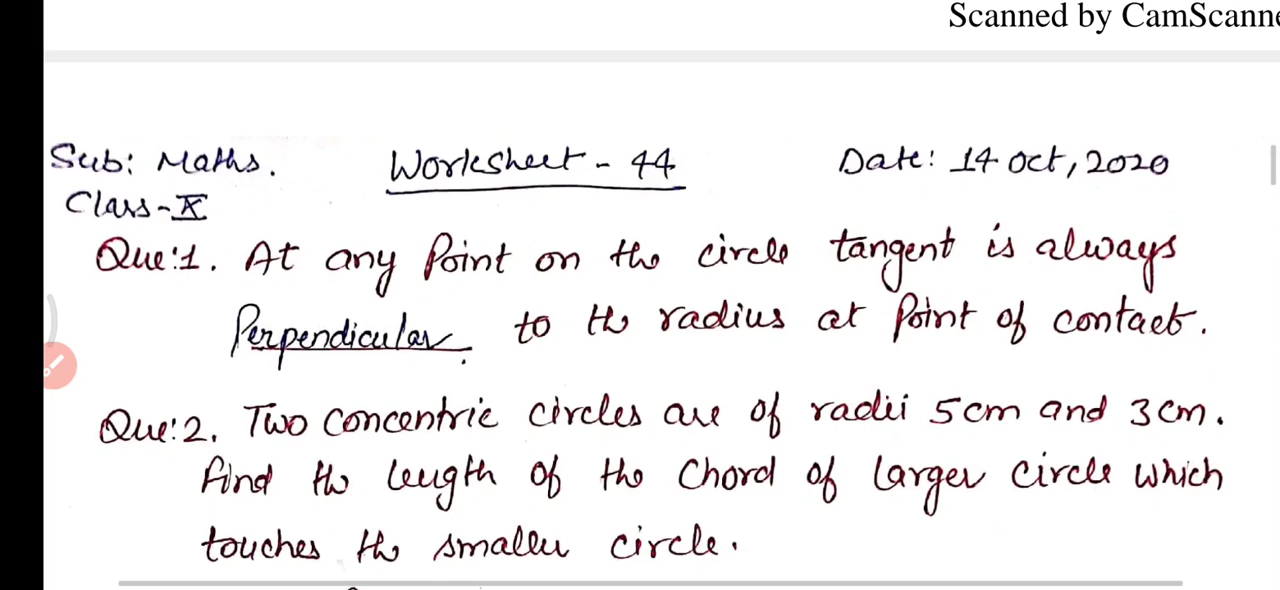 Scanned by CamScanne
Sub: Maths. Worksheet - 44 Date: 14 Oct, 2020
Class - X
Que:1. At any Point on the circle tangent is always
Perpendicular. to the radius at Point of contact.
Que:2. Two concentric circles are of radii 5cm and 3cm.
find the length of the Chord of larger circle which
touches the smaller circle.